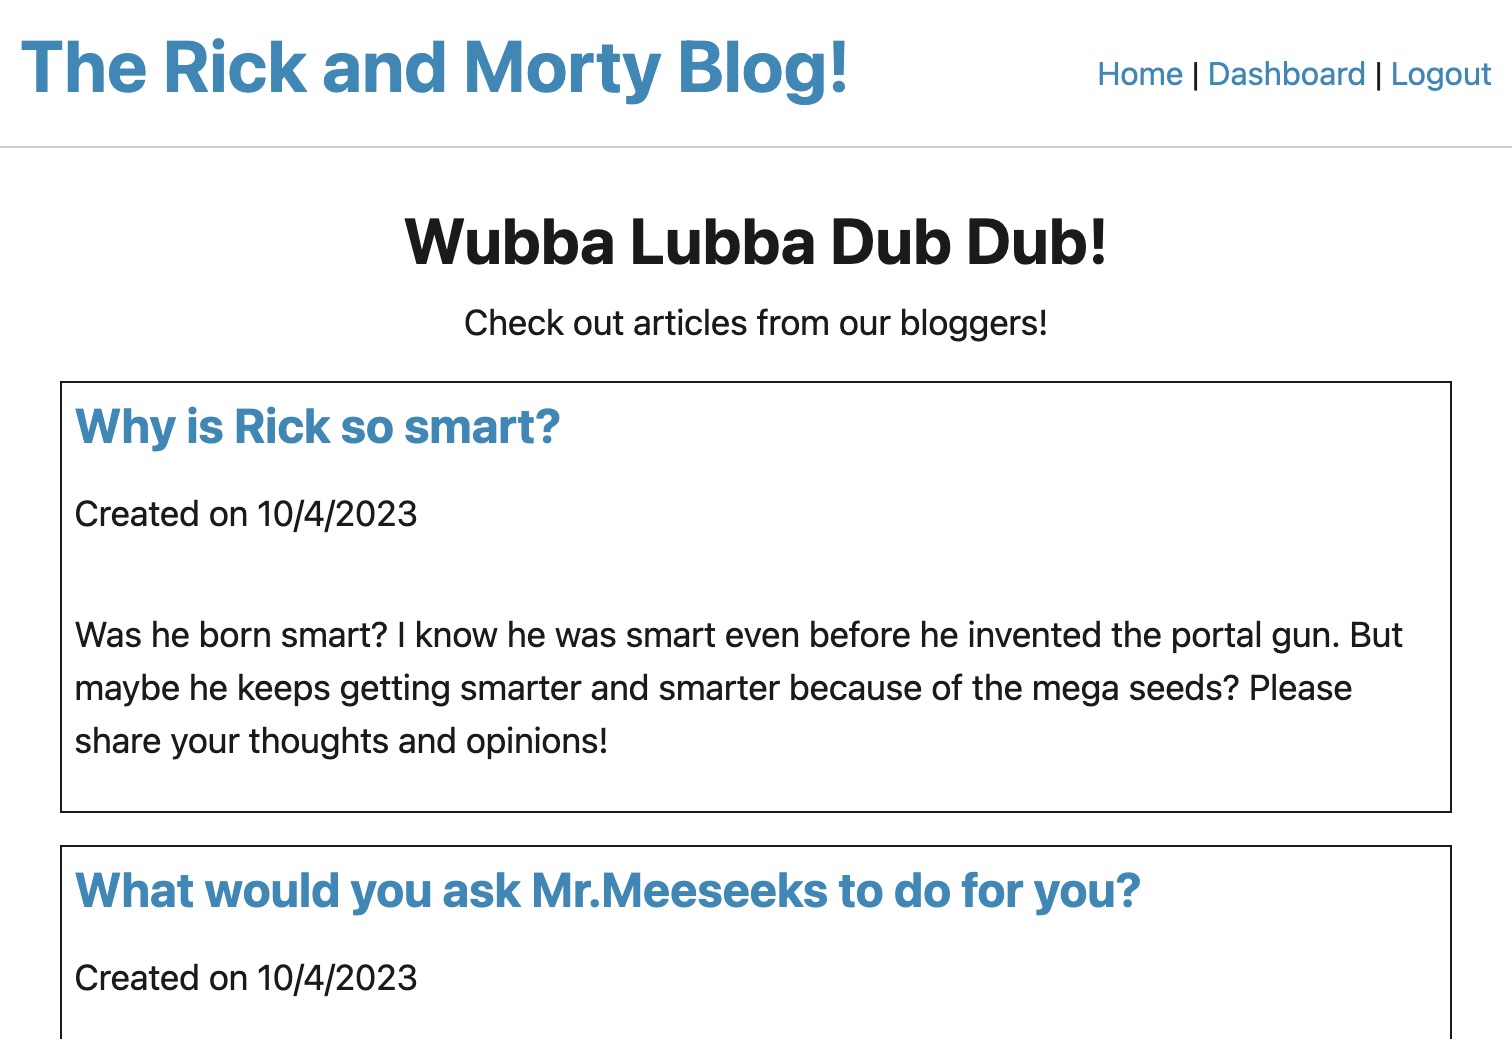 The Rick and Morty Blog!
Home | Dashboard | Logout
Wubba Lubba Dub Dub!
Check out articles from our bloggers!
Why is Rick so smart?
Created on 10/4/2023
Was he born smart? I know he was smart even before he invented the portal gun. But
maybe he keeps getting smarter and smarter because of the mega seeds? Please
share your thoughts and opinions!
What would you ask Mr.Meeseeks to do for you?
Created on 10/4/2023